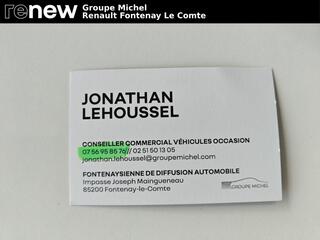 renew
Groupe Michel
Renault Fontenay Le Comte
JONATHAN
LEHOUSSEL
CONSEILLER COMMERCIAL VÉHICULES OCCASION
07 56 95 85 76// 02 51 50 13 05
jonathan.lehoussel@groupemichel.com
FONTENAYSIENNE DE DIFFUSION AUTOMOBILE
Impasse Joseph Maingueneau
85200 Fontenay-le-Comte
GROUPE MICHEL